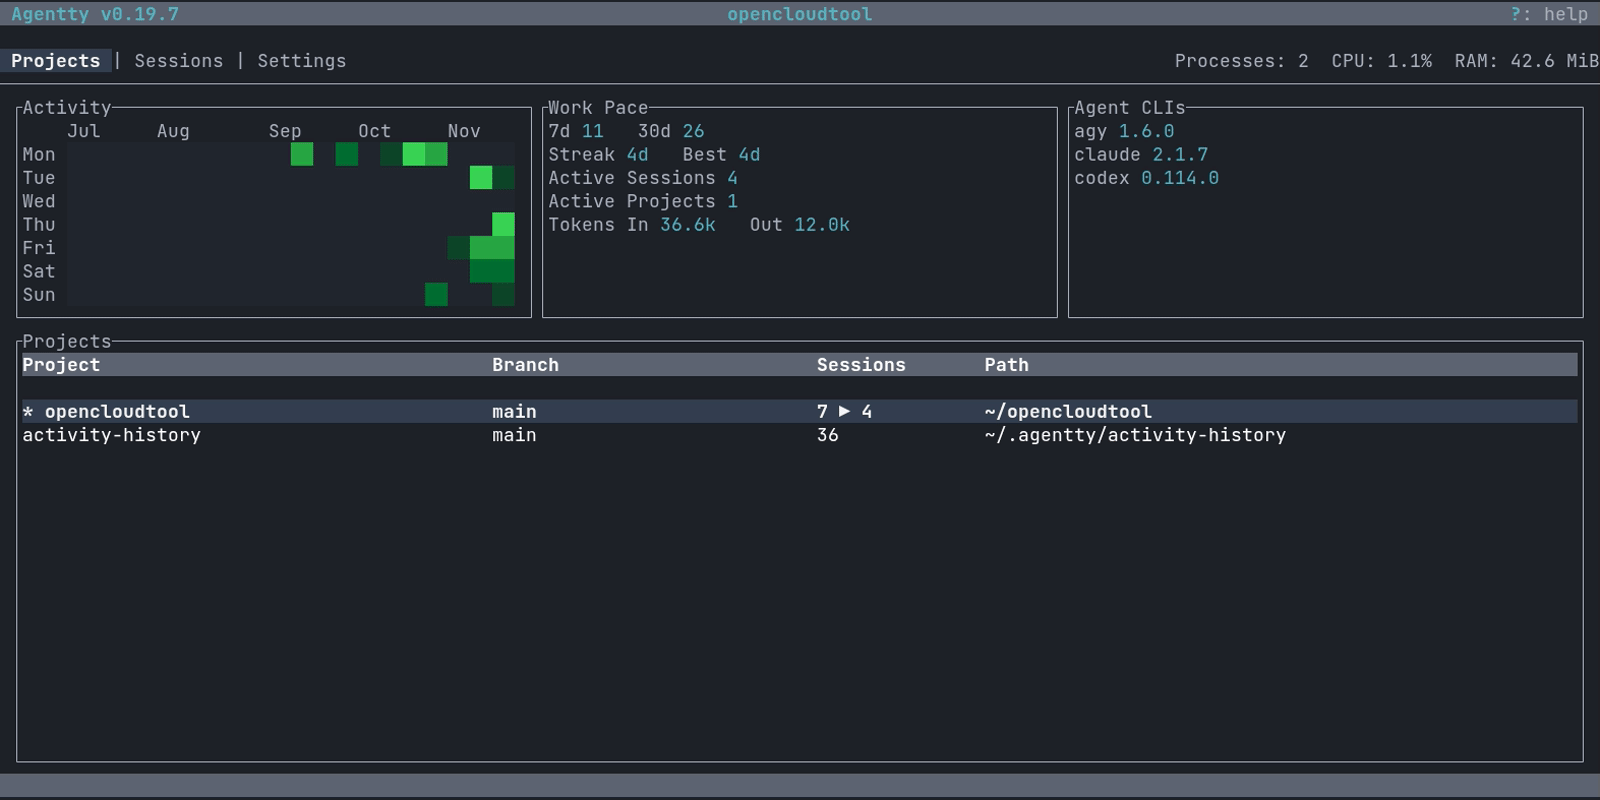 Agentty v0.19.7 opencloudtool ?: help
Projects | Sessions | Settings Processes: 2 CPU: 1.1% RAM: 42.6 MiB
Activity
Jul Aug Sep Oct Nov
Mon
Tue
Wed
Thu
Fri
Sat
Sun
Work Pace
7d 11 30d 26
Streak 4d Best 4d
Active Sessions 4
Active Projects 1
Tokens In 36.6k Out 12.0k
Agent CLIs
agy 1.6.0
claude 2.1.7
codex 0.114.0
Projects
Project Branch Sessions Path
* opencloudtool main 7 ▶ 4 ~/opencloudtool
activity-history main 36 ~/.agentty/activity-history